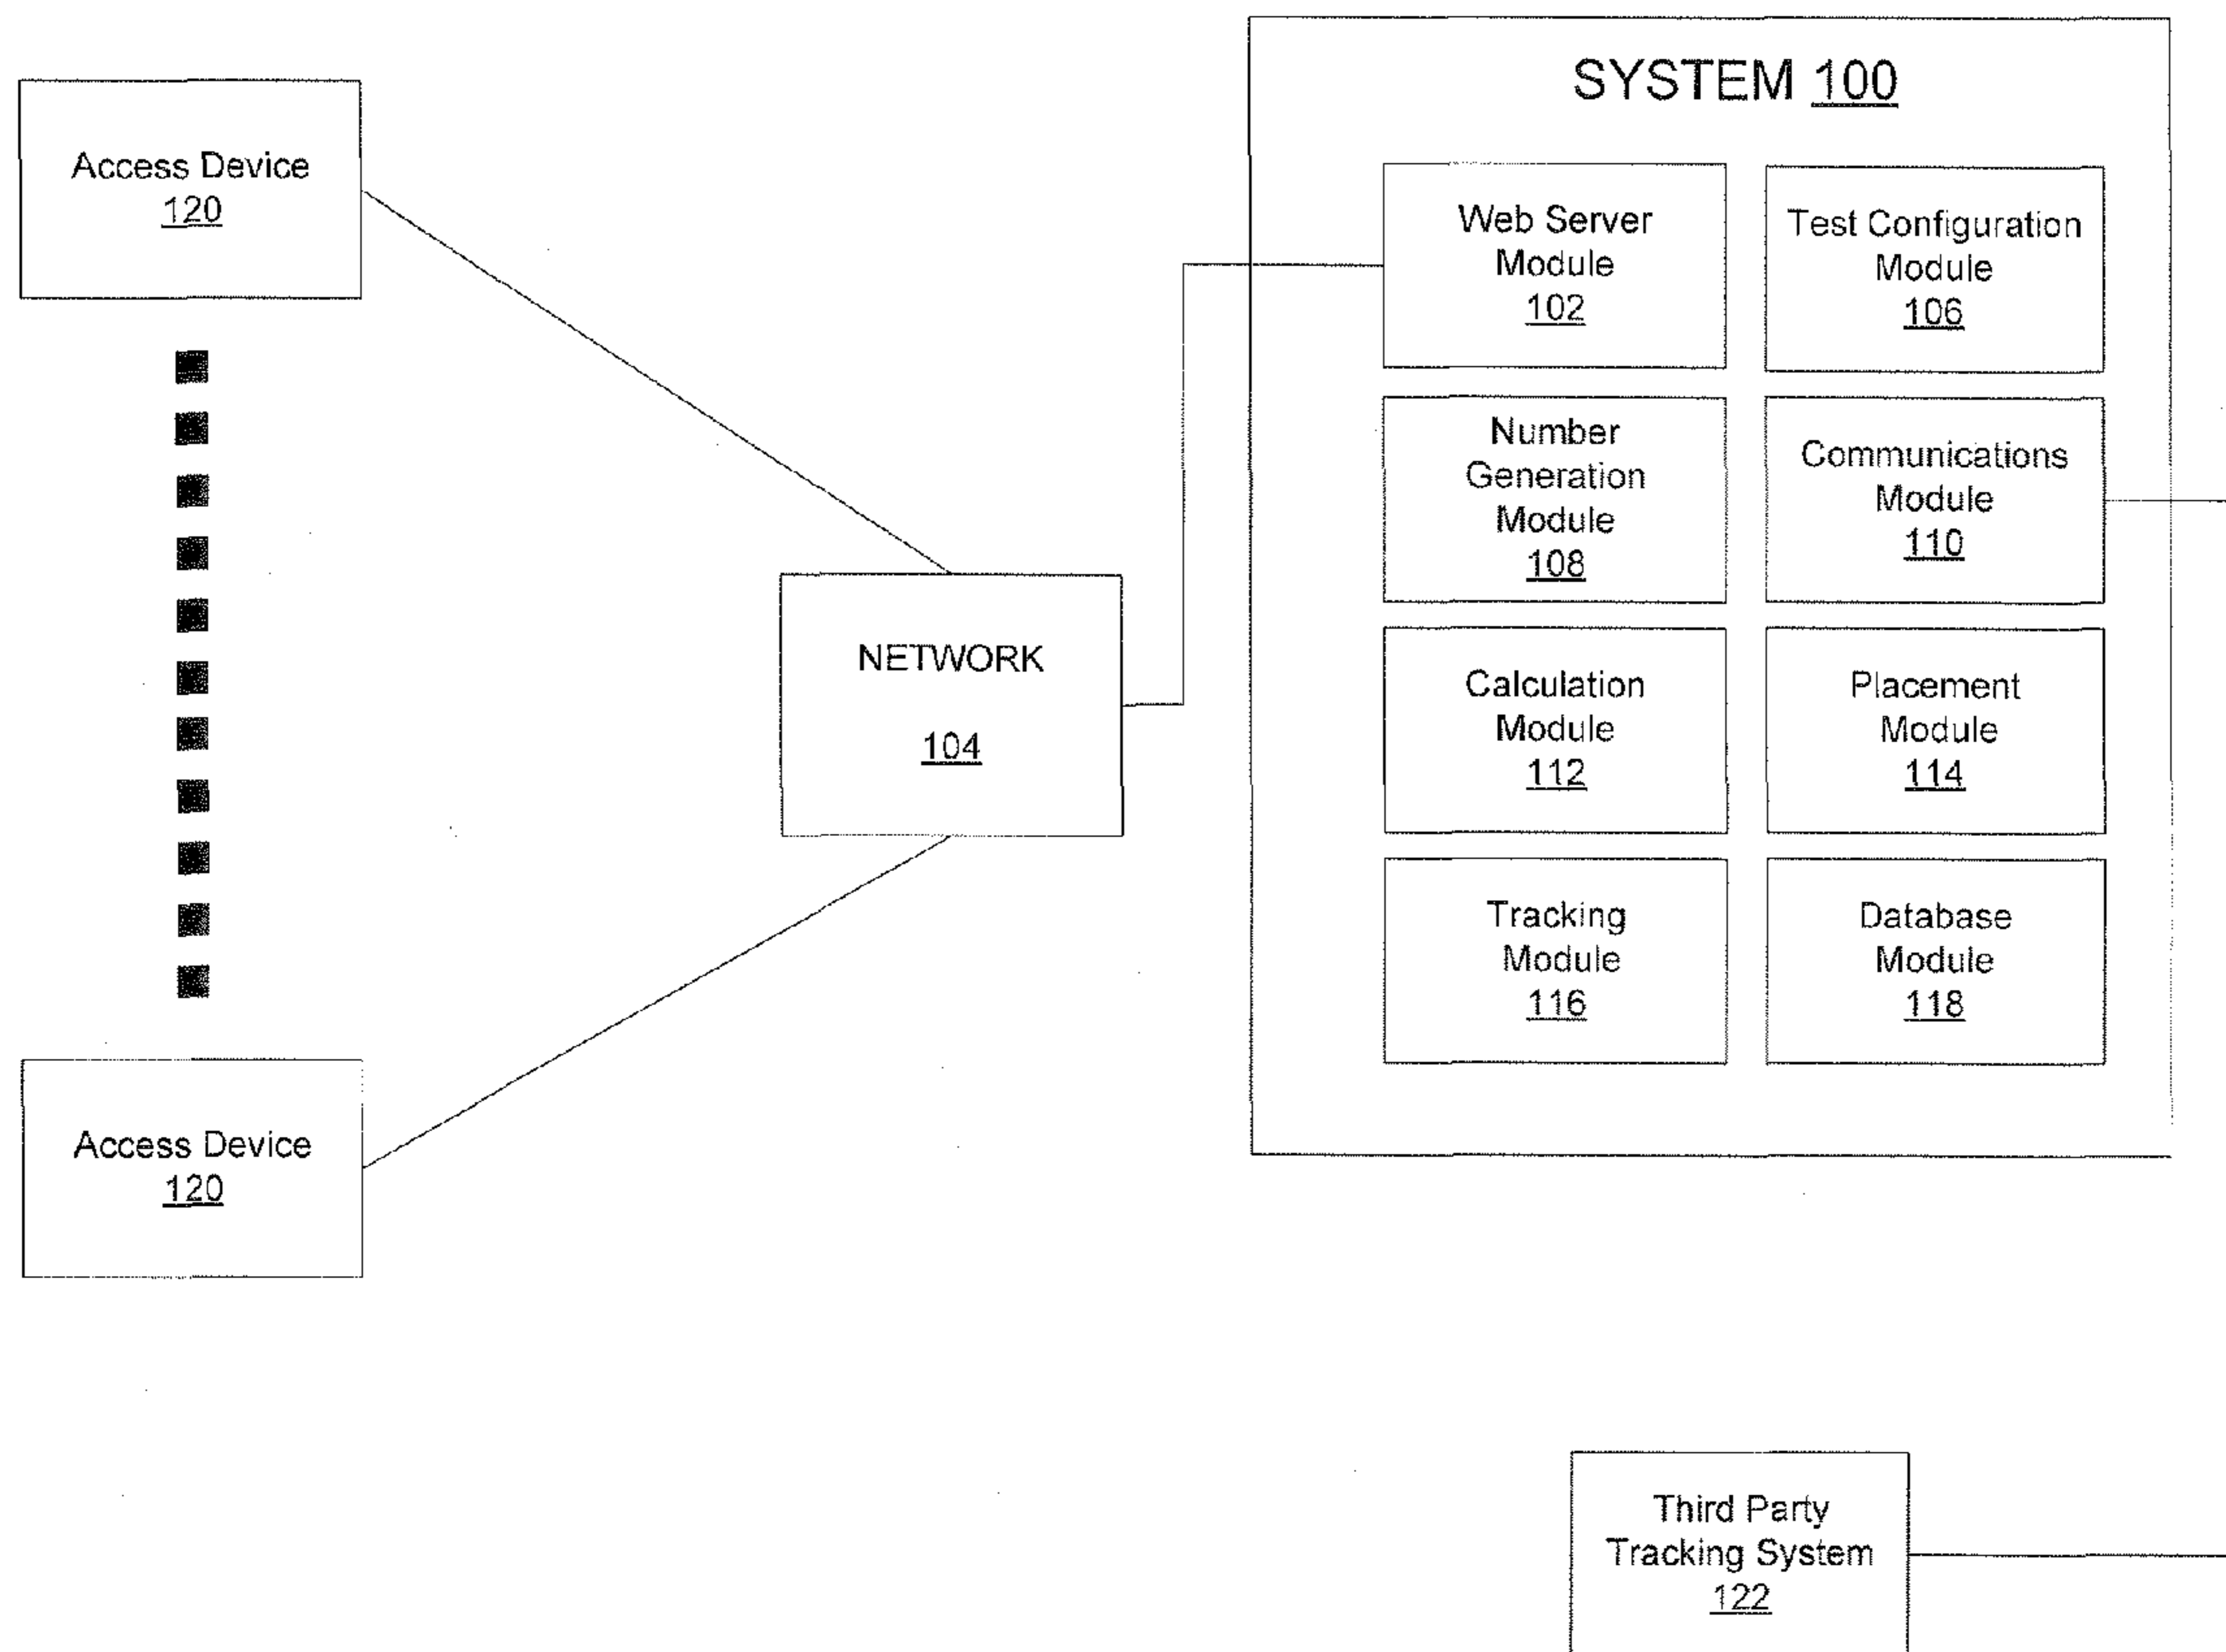 SYSTEM 100
Access Device
120
Web Server
Module
102
Test Configuration
Module
106
Number
Generation
Module
108
Communications
Module
110
NETWORK
104
Calculation
Module
112
Placement
Module
114
Tracking
Module
116
Database
Module
118
Access Device
120
Third Party
Tracking System
122